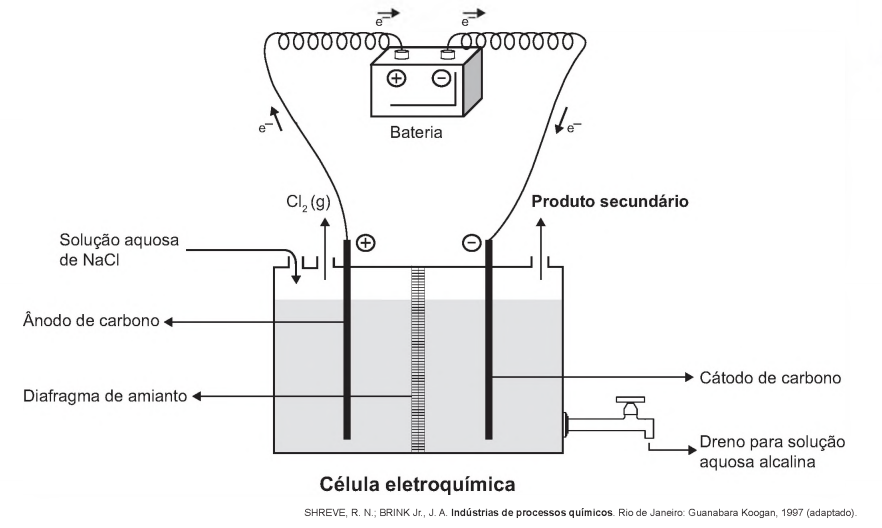 e–
e–
+
–
Bateria
e–
e–
Cl₂ (g)
Produto secundário
Solução aquosa
de NaCl
+
–
Ânodo de carbono
Diafragma de amianto
Cátodo de carbono
Dreno para solução
aquosa alcalina
Célula eletroquímica
SHREVE, R. N.; BRINK Jr., J. A. Indústrias de processos químicos. Rio de Janeiro: Guanabara Koogan, 1997 (adaptado).